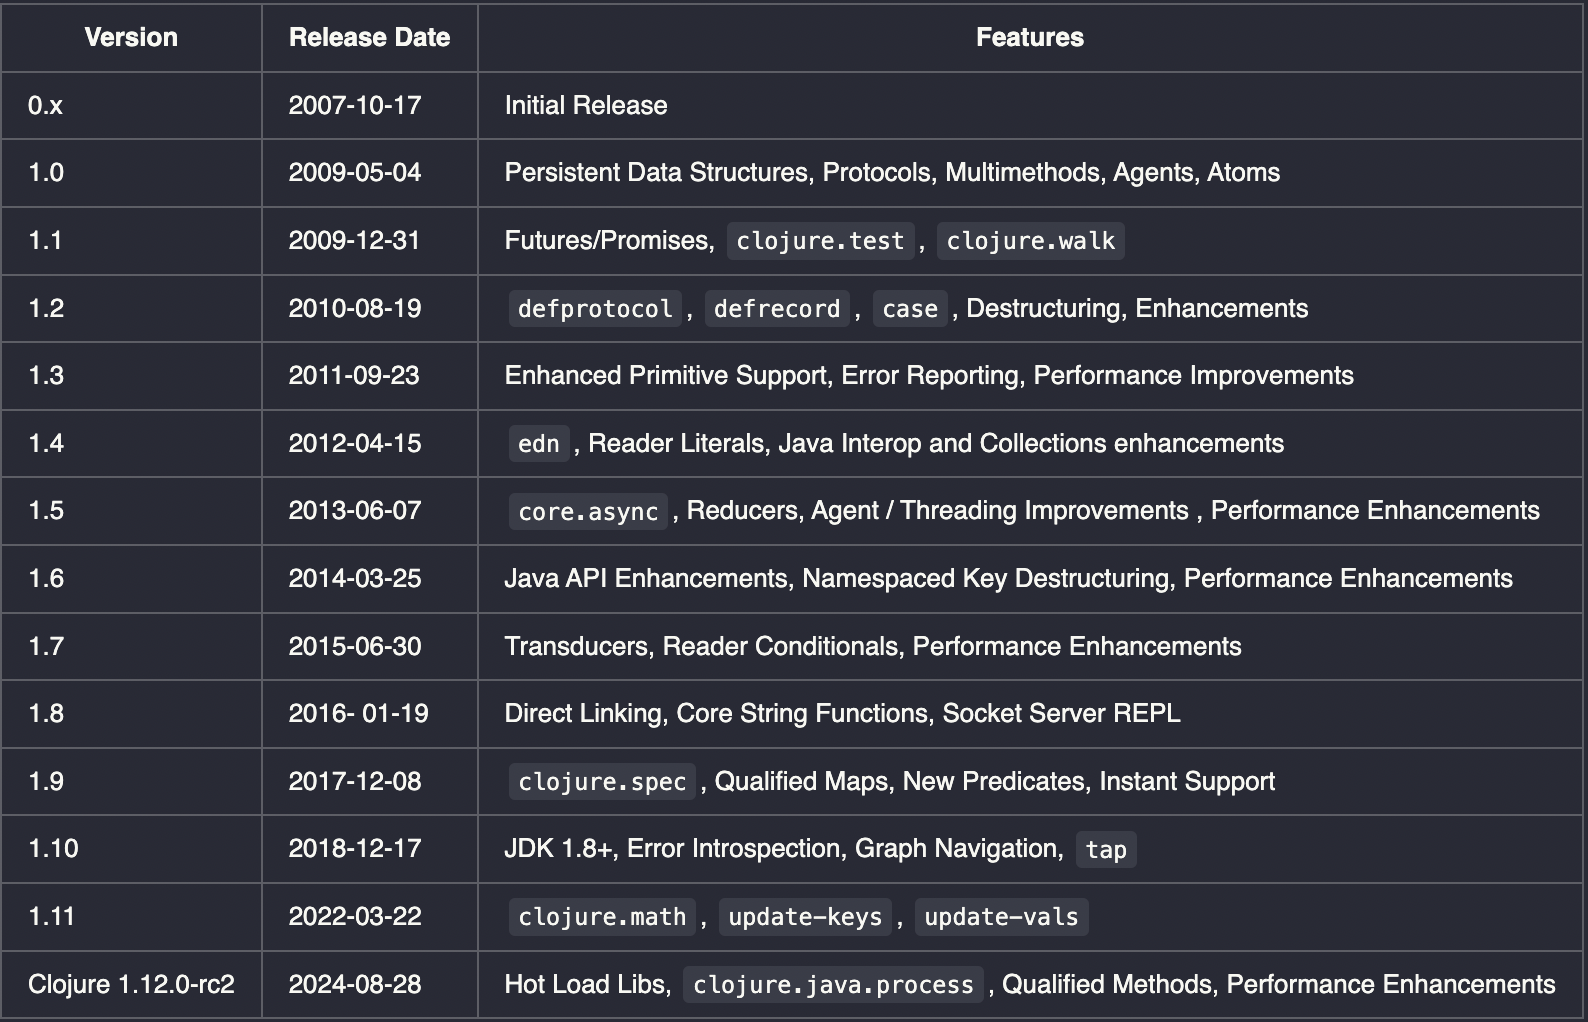 Version Release Date Features
0.x 2007-10-17 Initial Release
1.0 2009-05-04 Persistent Data Structures, Protocols, Multimethods, Agents, Atoms
1.1 2009-12-31 Futures/Promises, clojure.test , clojure.walk
1.2 2010-08-19 defprotocol , defrecord , case , Destructuring, Enhancements
1.3 2011-09-23 Enhanced Primitive Support, Error Reporting, Performance Improvements
1.4 2012-04-15 edn , Reader Literals, Java Interop and Collections enhancements
1.5 2013-06-07 core.async , Reducers, Agent / Threading Improvements , Performance Enhancements
1.6 2014-03-25 Java API Enhancements, Namespaced Key Destructuring, Performance Enhancements
1.7 2015-06-30 Transducers, Reader Conditionals, Performance Enhancements
1.8 2016- 01-19 Direct Linking, Core String Functions, Socket Server REPL
1.9 2017-12-08 clojure.spec , Qualified Maps, New Predicates, Instant Support
1.10 2018-12-17 JDK 1.8+, Error Introspection, Graph Navigation, tap
1.11 2022-03-22 clojure.math , update-keys , update-vals
Clojure 1.12.0-rc2 2024-08-28 Hot Load Libs, clojure.java.process , Qualified Methods, Performance Enhancements